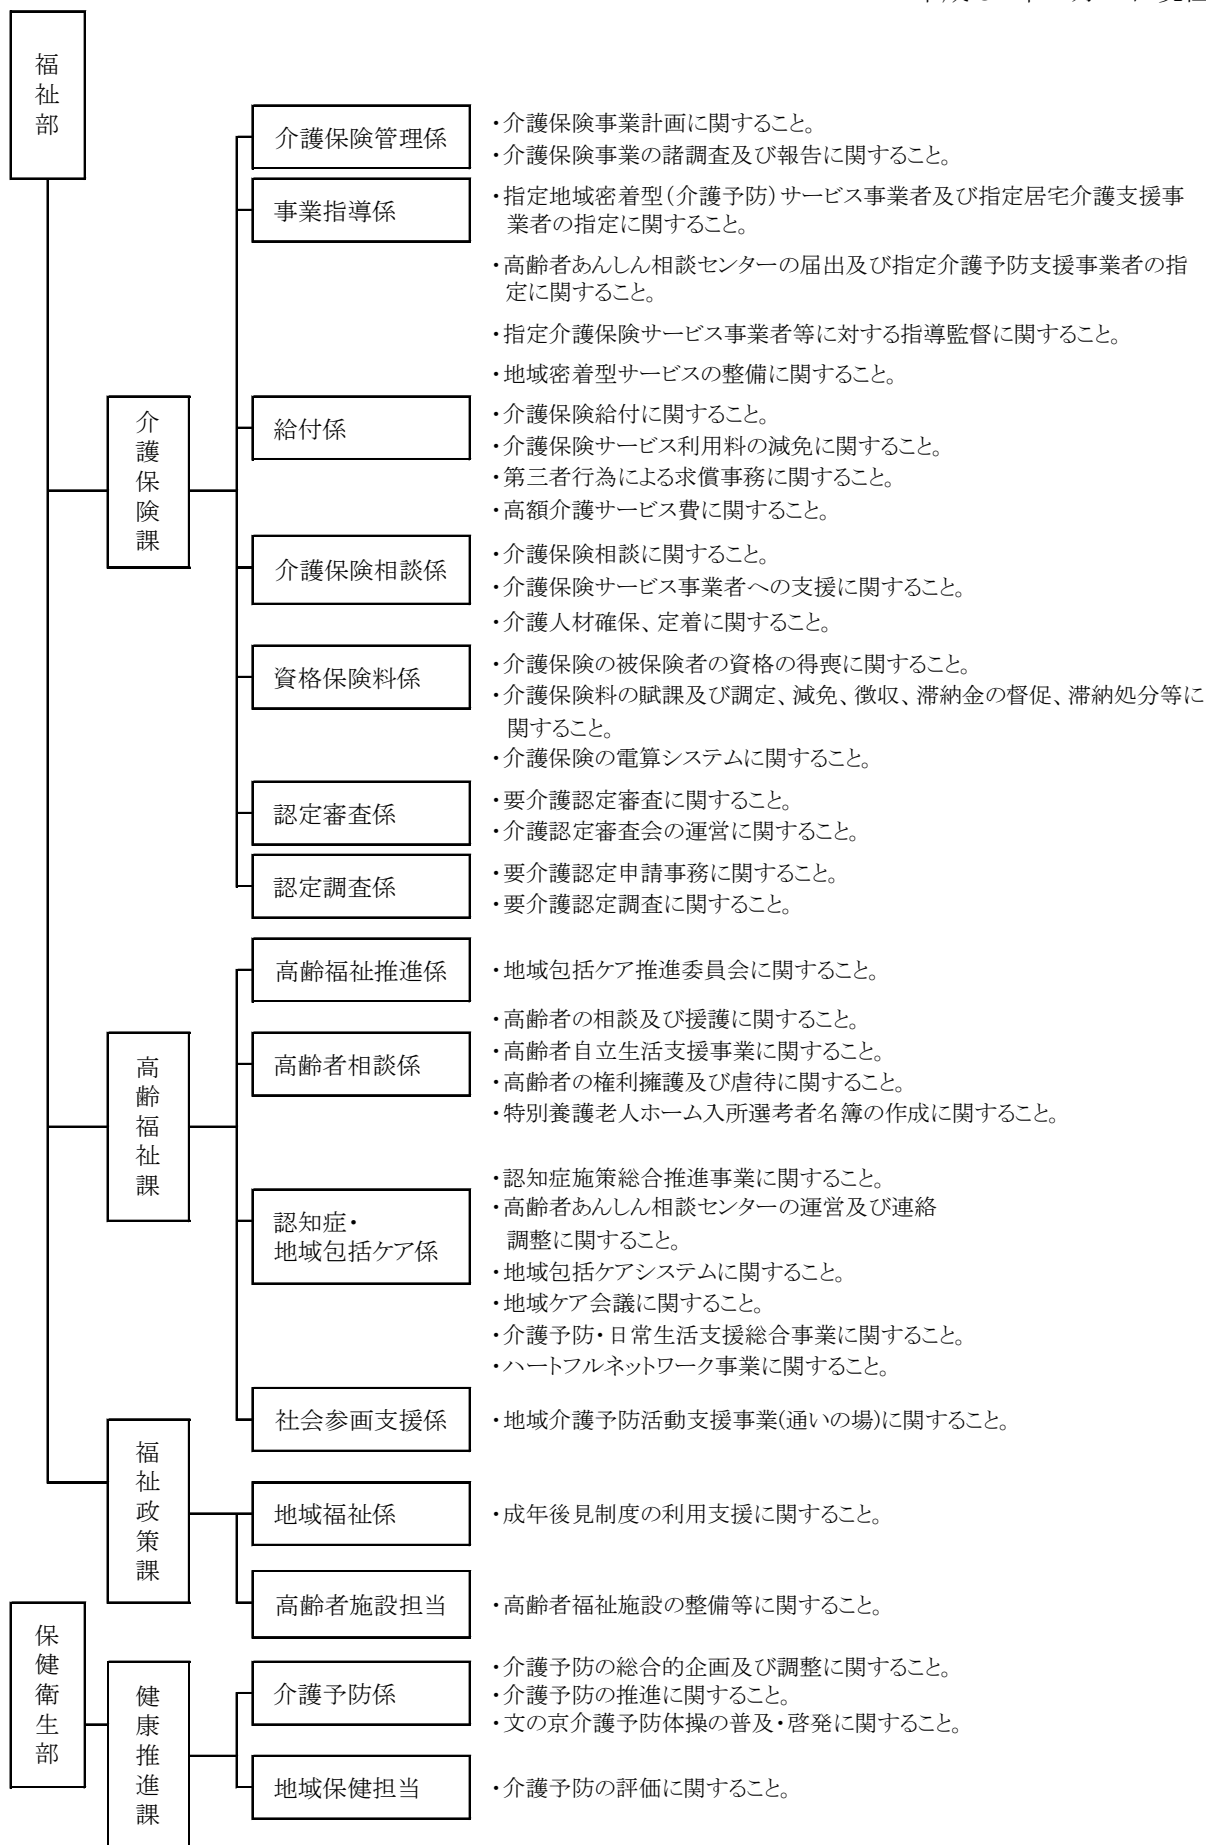 福祉部
介護保険課
介護保険管理係
・介護保険事業計画に関すること。
・介護保険事業の諸調査及び報告に関すること。
事業指導係
・指定地域密着型(介護予防)サービス事業者及び指定居宅介護支援事
業者の指定に関すること。
・高齢者あんしん相談センターの届出及び指定介護予防支援事業者の指
定に関すること。
・指定介護保険サービス事業者等に対する指導監督に関すること。
・地域密着型サービスの整備に関すること。
給付係
・介護保険給付に関すること。
・介護保険サービス利用料の減免に関すること。
・第三者行為による求償事務に関すること。
・高額介護サービス費に関すること。
介護保険相談係
・介護保険相談に関すること。
・介護保険サービス事業者への支援に関すること。
・介護人材確保、定着に関すること。
資格保険料係
・介護保険の被保険者の資格の得喪に関すること。
・介護保険料の賦課及び調定、減免、徴収、滞納金の督促、滞納処分等に
関すること。
・介護保険の電算システムに関すること。
認定審査係
・要介護認定審査に関すること。
・介護認定審査会の運営に関すること。
認定調査係
・要介護認定申請事務に関すること。
・要介護認定調査に関すること。
高齢福祉課
高齢福祉推進係
・地域包括ケア推進委員会に関すること。
高齢者相談係
・高齢者の相談及び援護に関すること。
・高齢者自立生活支援事業に関すること。
・高齢者の権利擁護及び虐待に関すること。
・特別養護老人ホーム入所選考者名簿の作成に関すること。
認知症・
地域包括ケア係
・認知症施策総合推進事業に関すること。
・高齢者あんしん相談センターの運営及び連絡
調整に関すること。
・地域包括ケアシステムに関すること。
・地域ケア会議に関すること。
・介護予防・日常生活支援総合事業に関すること。
・ハートフルネットワーク事業に関すること。
社会参画支援係
・地域介護予防活動支援事業(通いの場)に関すること。
福祉政策課
地域福祉係
・成年後見制度の利用支援に関すること。
高齢者施設担当
・高齢者福祉施設の整備等に関すること。
保健衛生部
健康推進課
介護予防係
・介護予防の総合的企画及び調整に関すること。
・介護予防の推進に関すること。
・文の京介護予防体操の普及・啓発に関すること。
地域保健担当
・介護予防の評価に関すること。